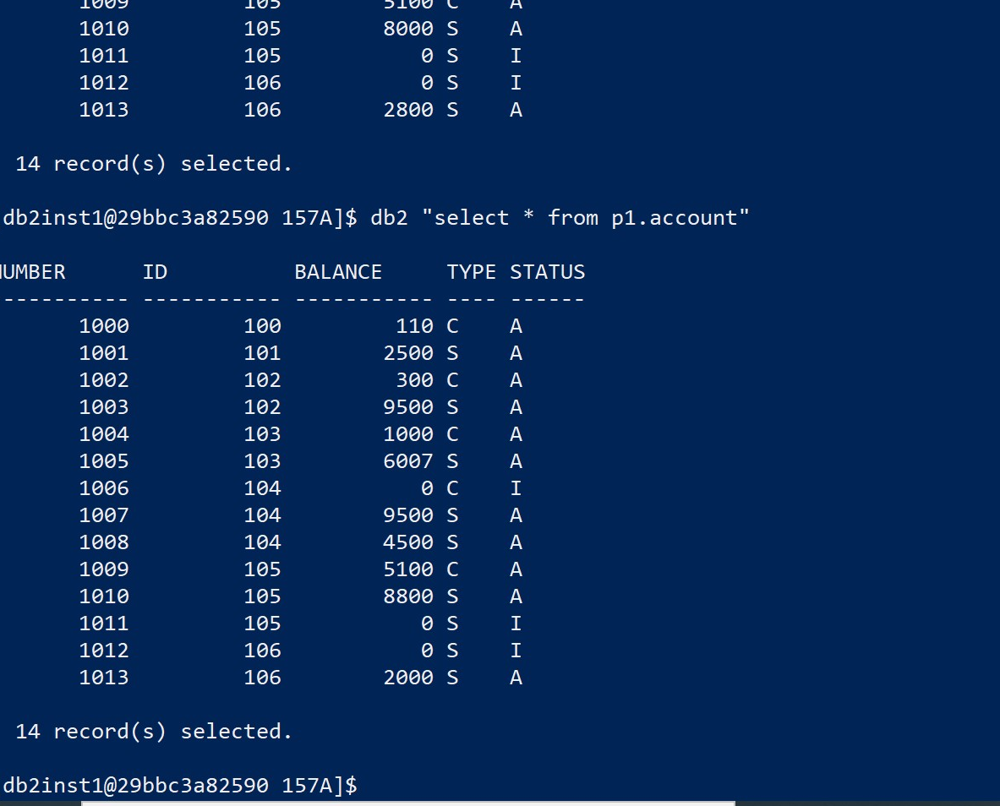 1009 105 5100 C A
1010 105 8000 S A
1011 105 0 S I
1012 106 0 S I
1013 106 2800 S A
14 record(s) selected.
db2inst1@29bbc3a82590 157A]$ db2 "select * from p1.account"
NUMBER ID BALANCE TYPE STATUS
---------- ----------- ----------- ---- ------
1000 100 110 C A
1001 101 2500 S A
1002 102 300 C A
1003 102 9500 S A
1004 103 1000 C A
1005 103 6007 S A
1006 104 0 C I
1007 104 9500 S A
1008 104 4500 S A
1009 105 5100 C A
1010 105 8800 S A
1011 105 0 S I
1012 106 0 S I
1013 106 2000 S A
14 record(s) selected.
db2inst1@29bbc3a82590 157A]$